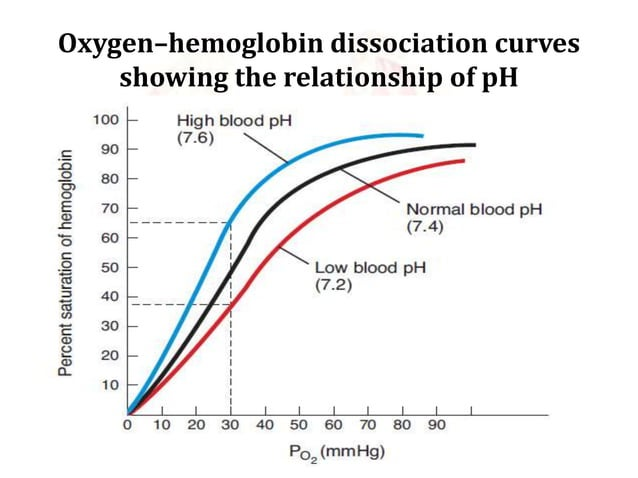 Oxygen–hemoglobin dissociation curves
showing the relationship of pH
100
90
80
70
60
50
40
30
20
10
Percent saturation of hemoglobin
High blood pH
(7.6)
Normal blood pH
(7.4)
Low blood pH
(7.2)
0 10 20 30 40 50 60 70 80 90
PO2 (mmHg)